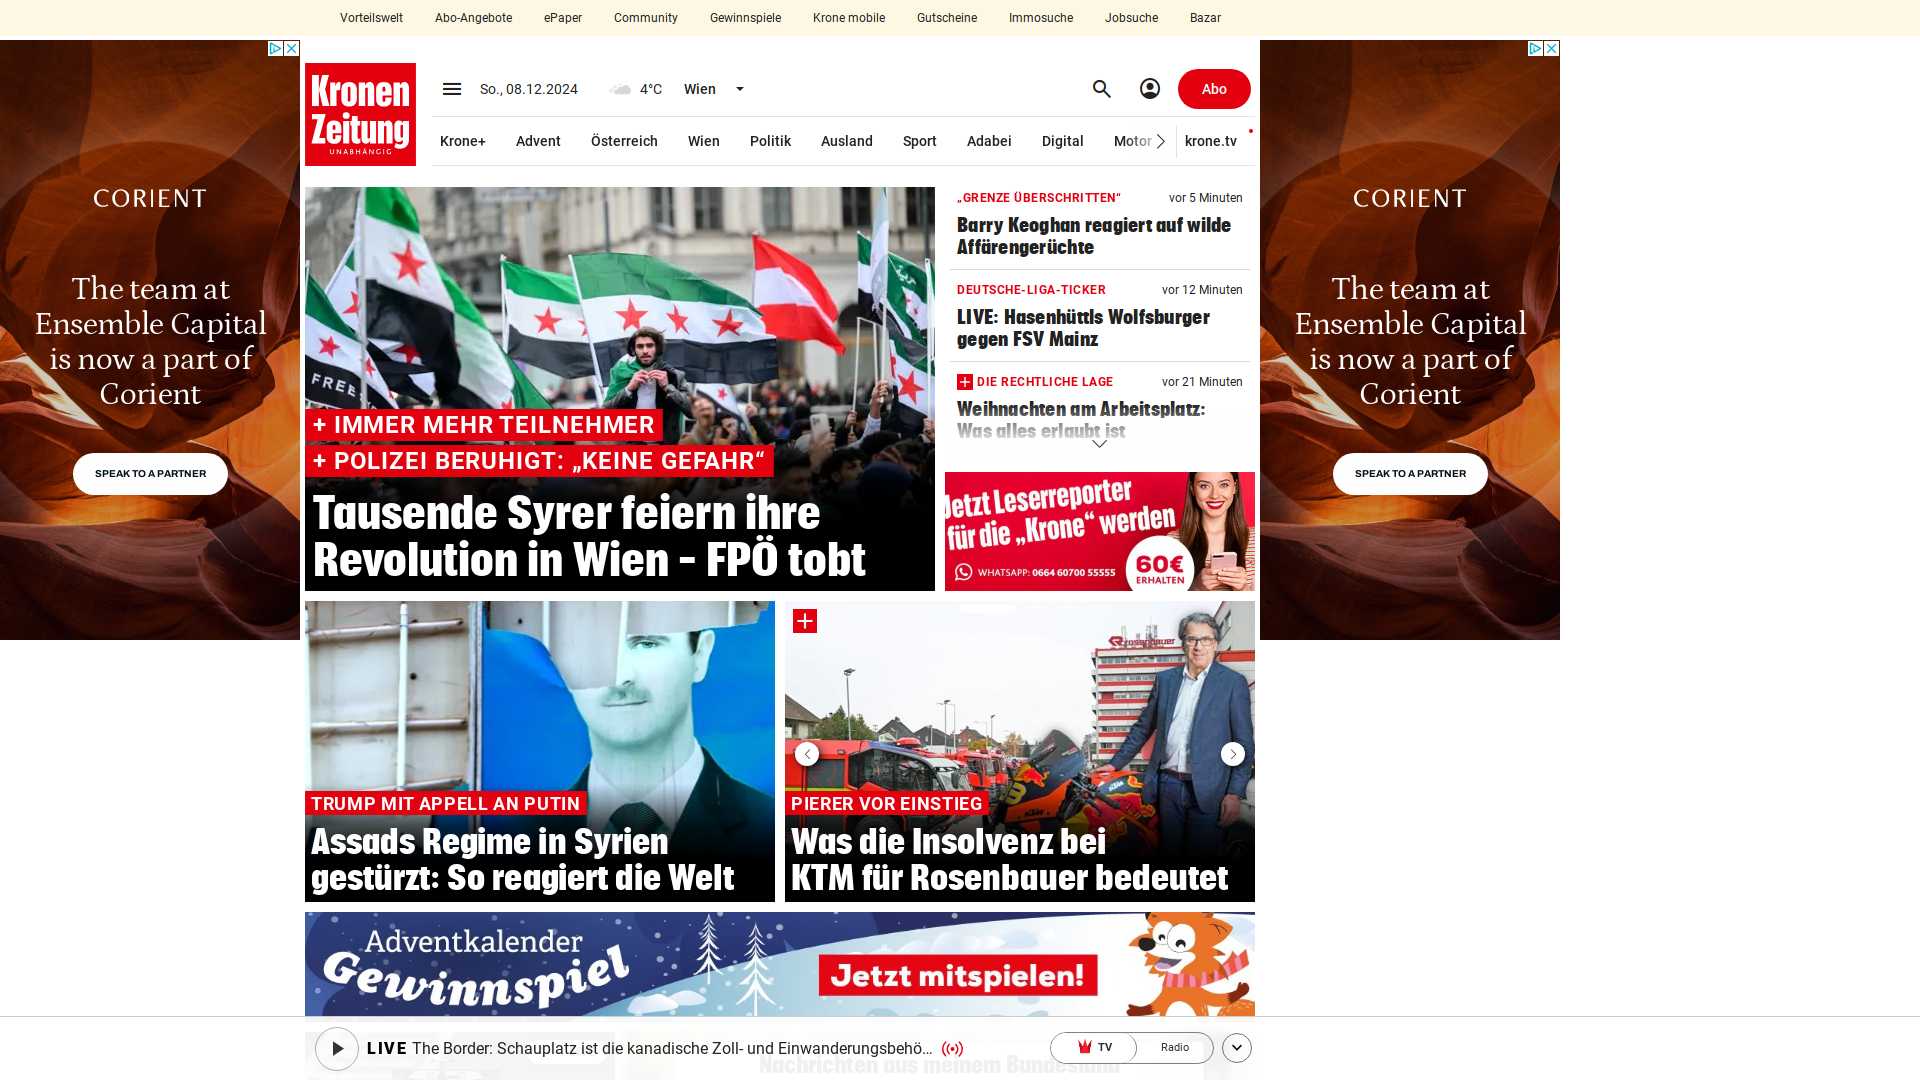 Vorteilswelt
Abo-Angebote
ePaper
Community
Gewinnspiele
Krone mobile
Gutscheine
Immosuche
Jobsuche
Bazar
CORIENT
The team at
Ensemble Capital
is now a part of
Corient
SPEAK TO A PARTNER
Kronen
Zeitung
UNABHÄNGIG
So., 08.12.2024
4°C
Wien
Abo
Krone+
Advent
Österreich
Wien
Politik
Ausland
Sport
Adabei
Digital
Motor
krone.tv
FREE
+ IMMER MEHR TEILNEHMER
+ POLIZEI BERUHIGT: „KEINE GEFAHR“
Tausende Syrer feiern ihre
Revolution in Wien – FPÖ tobt
„GRENZE ÜBERSCHRITTEN“
vor 5 Minuten
Barry Keoghan reagiert auf wilde
Affärengerüchte
DEUTSCHE-LIGA-TICKER
vor 12 Minuten
LIVE: Hasenhüttls Wolfsburger
gegen FSV Mainz
DIE RECHTLICHE LAGE
vor 21 Minuten
Weihnachten am Arbeitsplatz:
Was alles erlaubt ist
Jetzt Leserreporter
für die „Krone“ werden
WHATSAPP: 0664 60700 55555
60€
ERHALTEN
CORIENT
The team at
Ensemble Capital
is now a part of
Corient
SPEAK TO A PARTNER
TRUMP MIT APPELL AN PUTIN
Assads Regime in Syrien
gestürzt: So reagiert die Welt
rosenbauer
KTM
PIERER VOR EINSTIEG
Was die Insolvenz bei
KTM für Rosenbauer bedeutet
Adventkalender
Gewinnspiel
Jetzt mitspielen!
LIVE The Border: Schauplatz ist die kanadische Zoll- und Einwanderungsbehö...
TV
Radio
Nachrichten aus meinem Bundesland